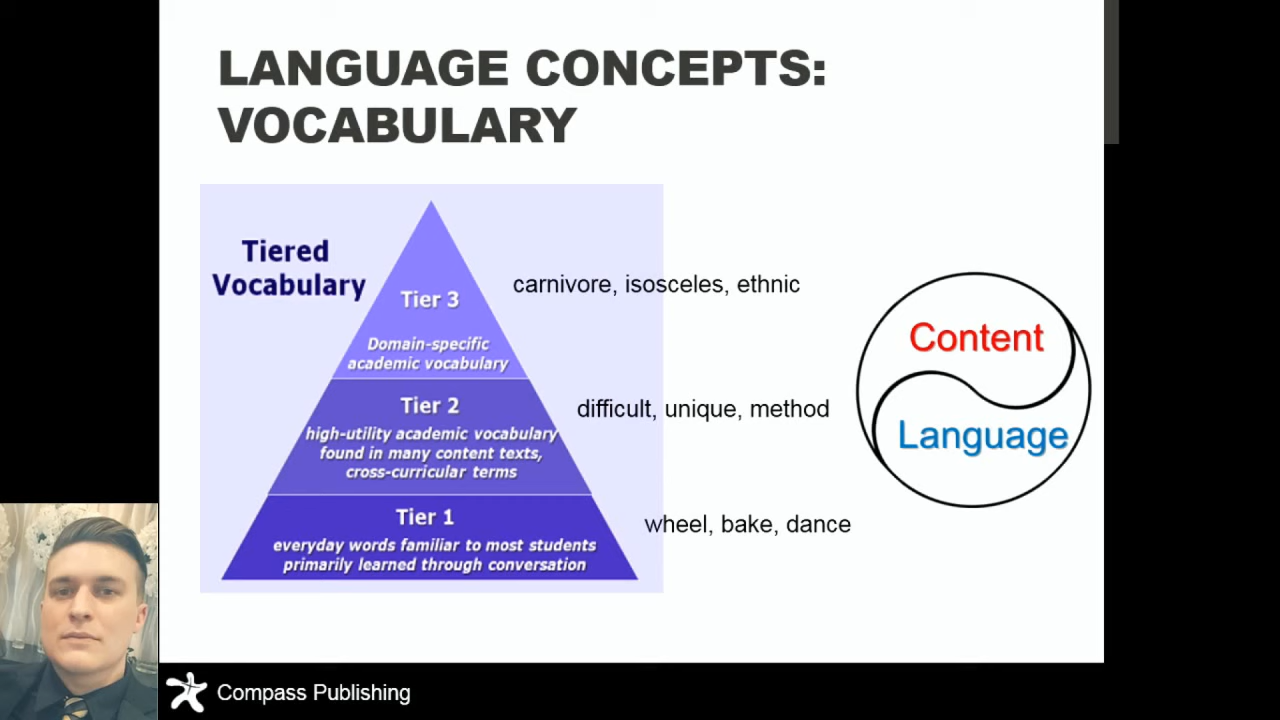 LANGUAGE CONCEPTS:
VOCABULARY
Tiered
Vocabulary
Tier 3
Domain-specific
academic vocabulary
carnivore, isosceles, ethnic
Tier 2
high-utility academic vocabulary
found in many content texts,
cross-curricular terms
difficult, unique, method
Tier 1
everyday words familiar to most students
primarily learned through conversation
wheel, bake, dance
Content
Language
Compass Publishing